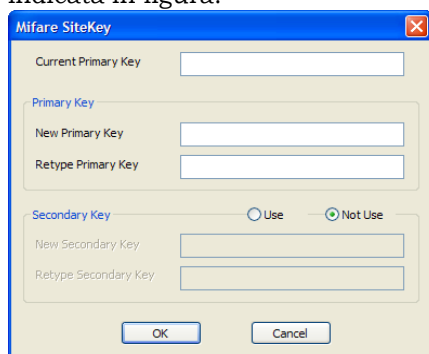 indicata in figura:
Mifare SiteKey
Current Primary Key
Primary Key
New Primary Key
Retype Primary Key
Secondary Key Use Not Use
New Secondary Key
Retype Secondary Key
OK Cancel